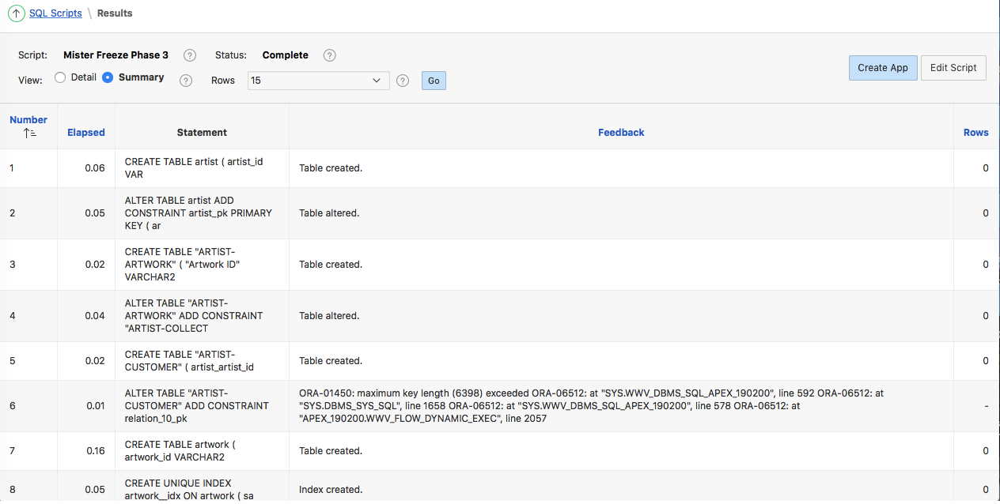 SQL Scripts \ Results
Script: Mister Freeze Phase 3 ? Status: Complete ?
View: Detail Summary ? Rows 15 ? Go
Create App Edit Script
Number Elapsed Statement Feedback Rows
1 0.06 CREATE TABLE artist ( artist_id
VAR
Table created. 0
2 0.05 ALTER TABLE artist ADD
CONSTRAINT artist_pk PRIMARY
KEY ( ar
Table altered. 0
3 0.02 CREATE TABLE "ARTIST-
ARTWORK" ( "Artwork ID"
VARCHAR2
Table created. 0
4 0.04 ALTER TABLE "ARTIST-
ARTWORK" ADD CONSTRAINT
"ARTIST-COLLECT
Table altered. 0
5 0.02 CREATE TABLE "ARTIST-
CUSTOMER" ( artist_artist_id
Table created. 0
6 0.01 ALTER TABLE "ARTIST-
CUSTOMER" ADD CONSTRAINT
relation_10_pk
ORA-01450: maximum key length (6398) exceeded ORA-06512: at "SYS.WWV_DBMS_SQL_APEX_190200", line 592 ORA-06512: at
"SYS.DBMS_SYS_SQL", line 1658 ORA-06512: at "SYS.WWV_DBMS_SQL_APEX_190200", line 578 ORA-06512: at
"APEX_190200.WWV_FLOW_DYNAMIC_EXEC", line 2057
-
7 0.16 CREATE TABLE artwork (
artwork_id VARCHAR2
Table created. 0
8 0.05 CREATE UNIQUE INDEX
artwork__idx ON artwork ( sa
Index created. 0